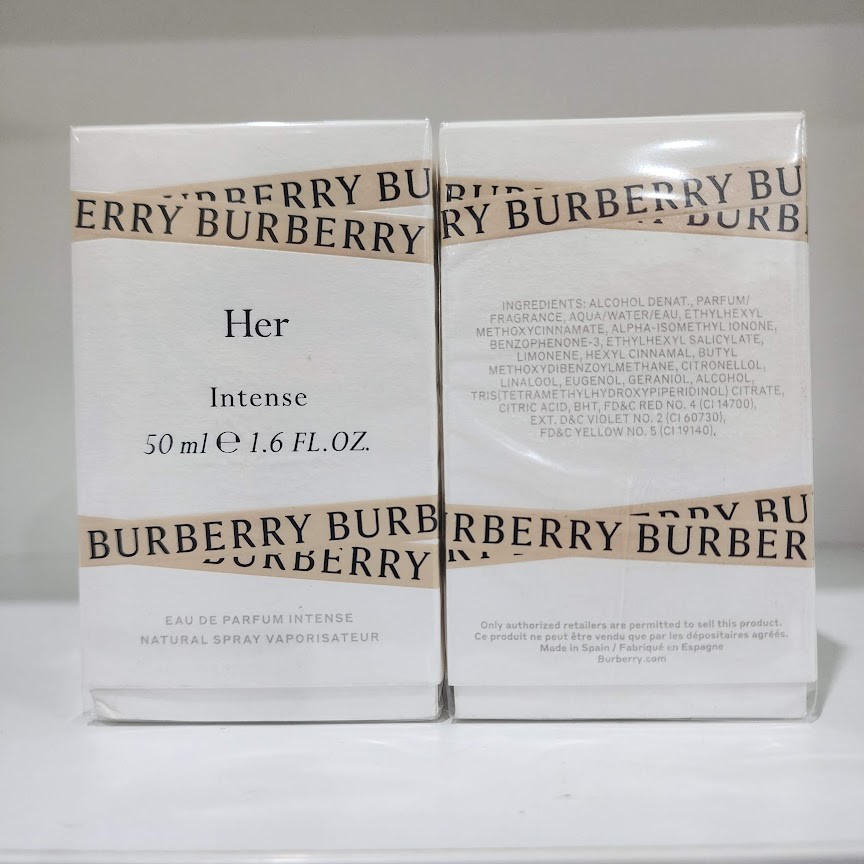 BERRY BU
ERRY BURBERRY
Her
Intense
50 ml ℮ 1.6 FL.OZ.
BURBERRY BURB
BURBERRY
EAU DE PARFUM INTENSE
NATURAL SPRAY VAPORISATEUR
RY BURBERRY BU
BURB
INGREDIENTS: ALCOHOL DENAT., PARFUM/
FRAGRANCE, AQUA/WATER/EAU, ETHYLHEXYL
METHOXYCINNAMATE, ALPHA-ISOMETHYL IONONE,
BENZOPHENONE-3, ETHYLHEXYL SALICYLATE,
LIMONENE, HEXYL CINNAMAL, BUTYL
METHOXYDIBENZOYLMETHANE, CITRONELLOL,
LINALOOL, EUGENOL, GERANIOL, ALCOHOL,
TRIS(TETRAMETHYLHYDROXYPIPERIDINOL) CITRATE,
CITRIC ACID, BHT, FD&C RED NO. 4 (CI 14700),
EXT. D&C VIOLET NO. 2 (CI 60730),
FD&C YELLOW NO. 5 (CI 19140).
RY BU
RBERRY BURBER
Only authorized retailers are permitted to sell this product.
Ce produit ne peut être vendu que par les dépositaires agréés.
Made in Spain / Fabriqué en Espagne
Burberry.com